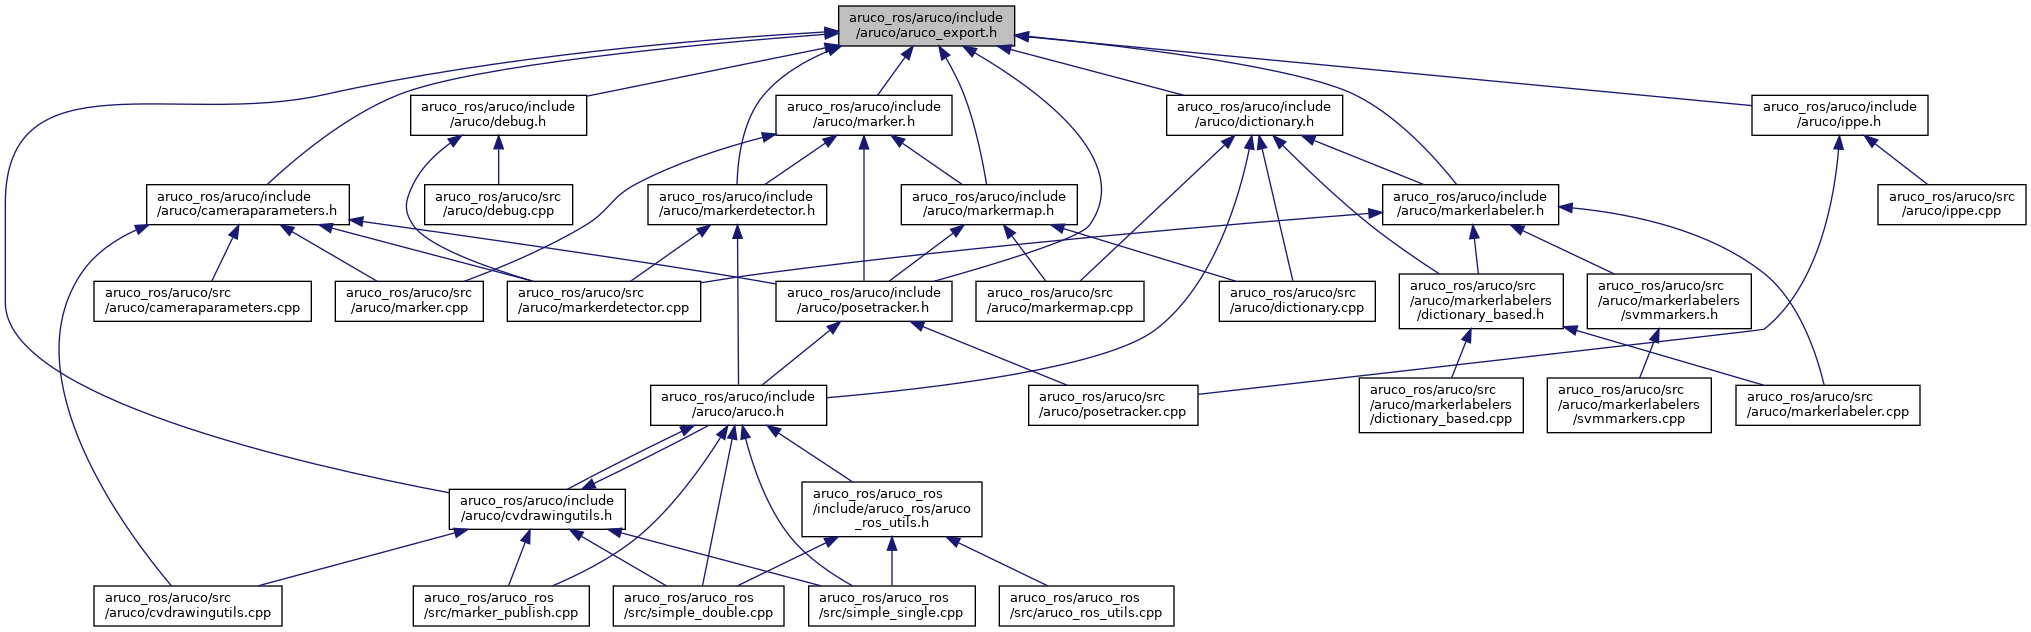 aruco_ros/aruco/include
/aruco/aruco_export.h
aruco_ros/aruco/include
/aruco/debug.h
aruco_ros/aruco/include
/aruco/marker.h
aruco_ros/aruco/include
/aruco/dictionary.h
aruco_ros/aruco/include
/aruco/ippe.h
aruco_ros/aruco/include
/aruco/cameraparameters.h
aruco_ros/aruco/src
/aruco/debug.cpp
aruco_ros/aruco/include
/aruco/markerdetector.h
aruco_ros/aruco/include
/aruco/markermap.h
aruco_ros/aruco/include
/aruco/markerlabeler.h
aruco_ros/aruco/src
/aruco/ippe.cpp
aruco_ros/aruco/src
/aruco/cameraparameters.cpp
aruco_ros/aruco/src
/aruco/marker.cpp
aruco_ros/aruco/src
/aruco/markerdetector.cpp
aruco_ros/aruco/include
/aruco/posetracker.h
aruco_ros/aruco/src
/aruco/markermap.cpp
aruco_ros/aruco/src
/aruco/dictionary.cpp
aruco_ros/aruco/src
/aruco/markerlabelers
/dictionary_based.h
aruco_ros/aruco/src
/aruco/markerlabelers
/svmmarkers.h
aruco_ros/aruco/include
/aruco/aruco.h
aruco_ros/aruco/src
/aruco/posetracker.cpp
aruco_ros/aruco/src
/aruco/markerlabelers
/dictionary_based.cpp
aruco_ros/aruco/src
/aruco/markerlabelers
/svmmarkers.cpp
aruco_ros/aruco/src
/aruco/markerlabeler.cpp
aruco_ros/aruco/include
/aruco/cvdrawingutils.h
aruco_ros/aruco_ros
/include/aruco_ros/aruco
_ros_utils.h
aruco_ros/aruco/src
/aruco/cvdrawingutils.cpp
aruco_ros/aruco_ros
/src/marker_publish.cpp
aruco_ros/aruco_ros
/src/simple_double.cpp
aruco_ros/aruco_ros
/src/simple_single.cpp
aruco_ros/aruco_ros
/src/aruco_ros_utils.cpp